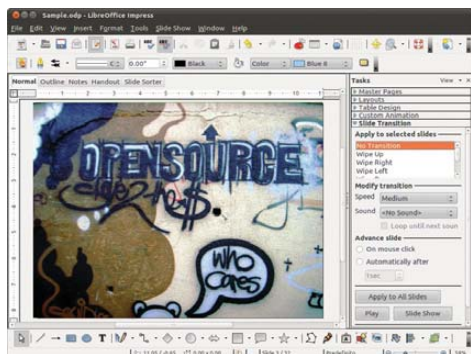 Sample.odp - LibreOffice Impress
File Edit View Insert Format Tools Slide Show Window Help
0.00" Black Color Blue 8
Normal Outline Notes Handout Slide Sorter
OPENSOURCE
$
WHO
CARES
Tasks View
Master Pages
Layouts
Table Design
Custom Animation
Slide Transition
Apply to selected slides
No Transition
Wipe Up
Wipe Right
Wipe Left
Modify transition
Speed Medium
Sound <No Sound>
Loop until next soun
Advance slide
On mouse click
Automatically after
1sec
Apply to All Slides
Play Slide Show